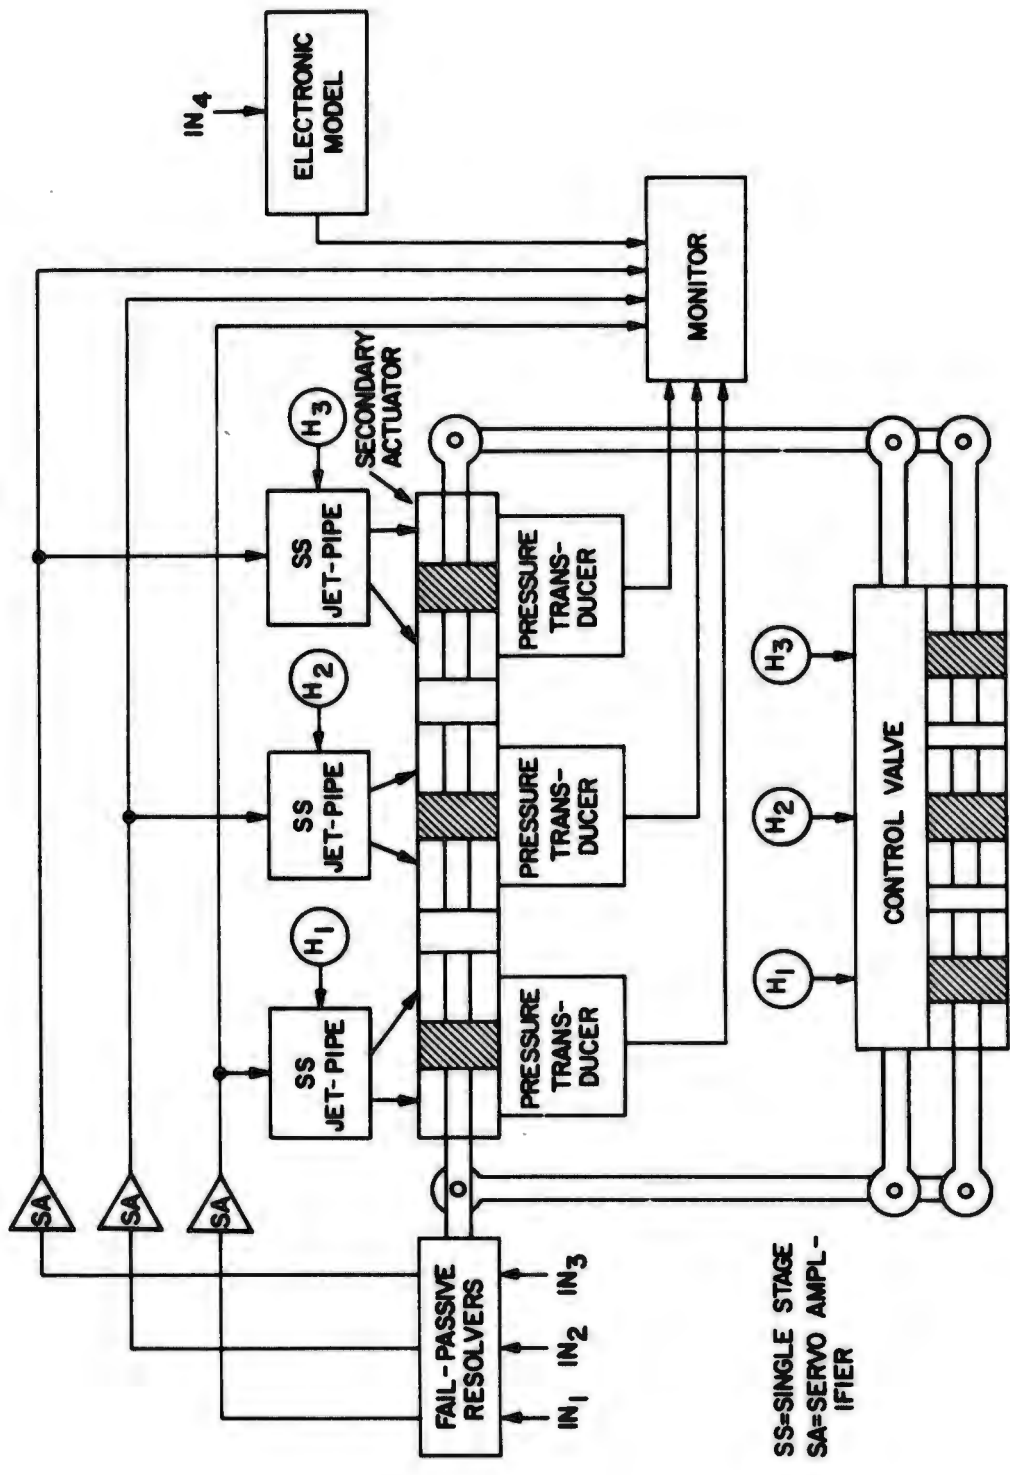 IN4
ELECTRONIC
MODEL
SA
SA
SA
H1
H2
H3
SS
JET-PIPE
SS
JET-PIPE
SS
JET-PIPE
SECONDARY
ACTUATOR
MONITOR
FAIL-PASSIVE
RESOLVERS
IN1
IN2
IN3
PRESSURE
TRANS-
DUCER
PRESSURE
TRANS-
DUCER
PRESSURE
TRANS-
DUCER
H1
H2
H3
CONTROL VALVE
SS=SINGLE STAGE
SA=SERVO AMPL-
IFIER